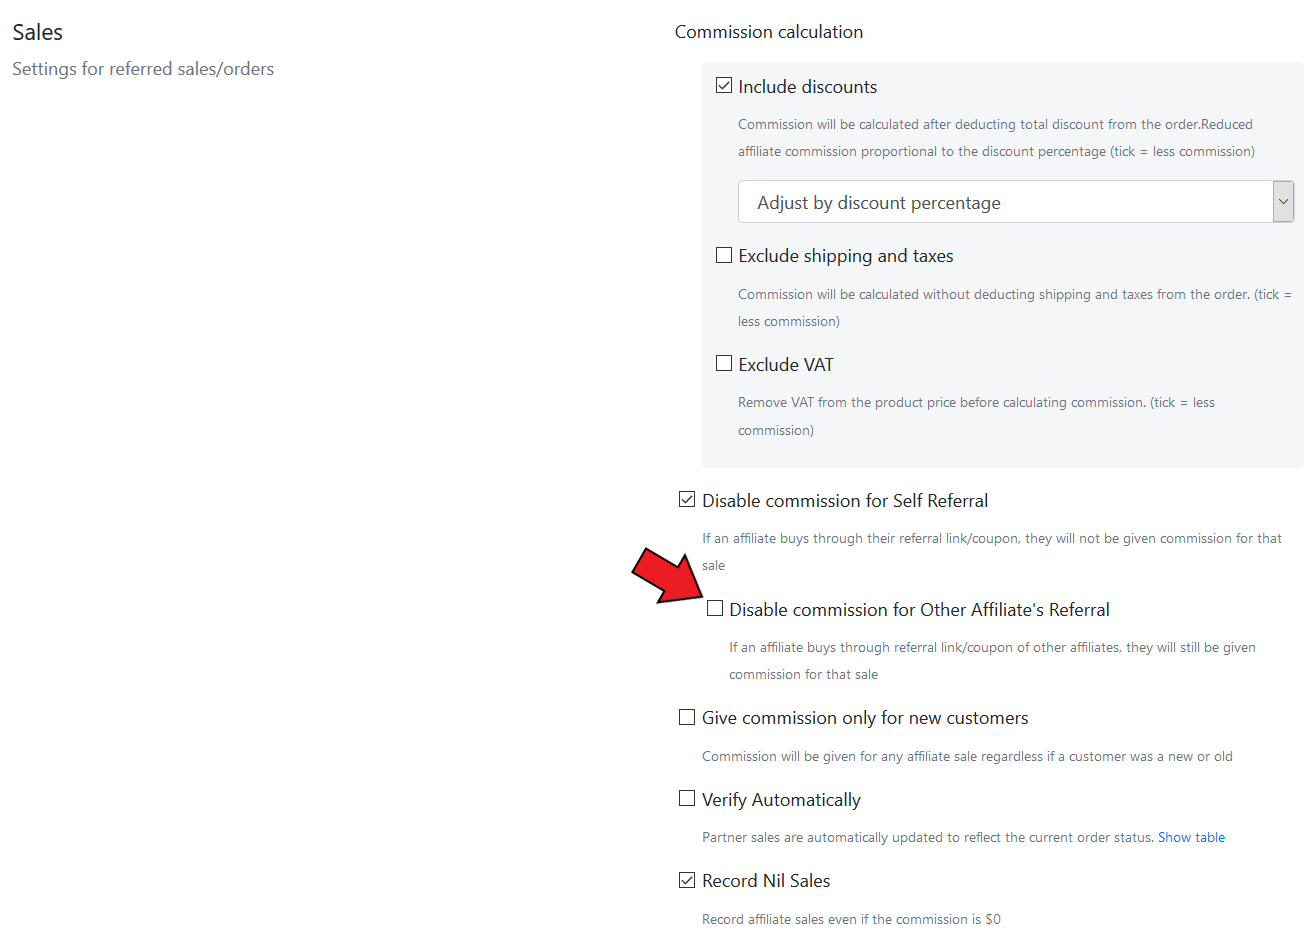 Sales
Settings for referred sales/orders
Commission calculation
Include discounts
Commission will be calculated after deducting total discount from the order.Reduced
affiliate commission proportional to the discount percentage (tick = less commission)
Adjust by discount percentage
Exclude shipping and taxes
Commission will be calculated without deducting shipping and taxes from the order. (tick =
less commission)
Exclude VAT
Remove VAT from the product price before calculating commission. (tick = less
commission)
Disable commission for Self Referral
If an affiliate buys through their referral link/coupon, they will not be given commission for that
sale
Disable commission for Other Affiliate's Referral
If an affiliate buys through referral link/coupon of other affiliates, they will still be given
commission for that sale
Give commission only for new customers
Commission will be given for any affiliate sale regardless if a customer was a new or old
Verify Automatically
Partner sales are automatically updated to reflect the current order status. Show table
Record Nil Sales
Record affiliate sales even if the commission is $0